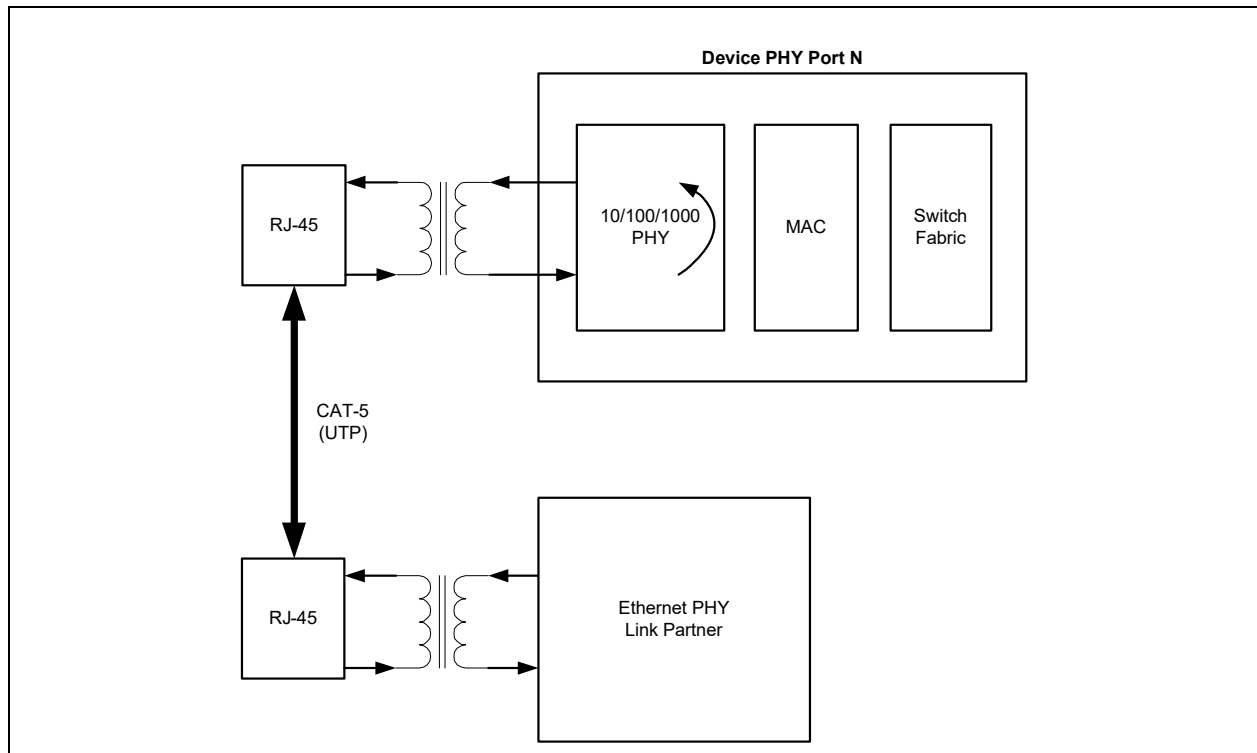 Device PHY Port N
RJ-45
10/100/1000
PHY
MAC
Switch
Fabric
CAT-5
(UTP)
RJ-45
Ethernet PHY
Link Partner